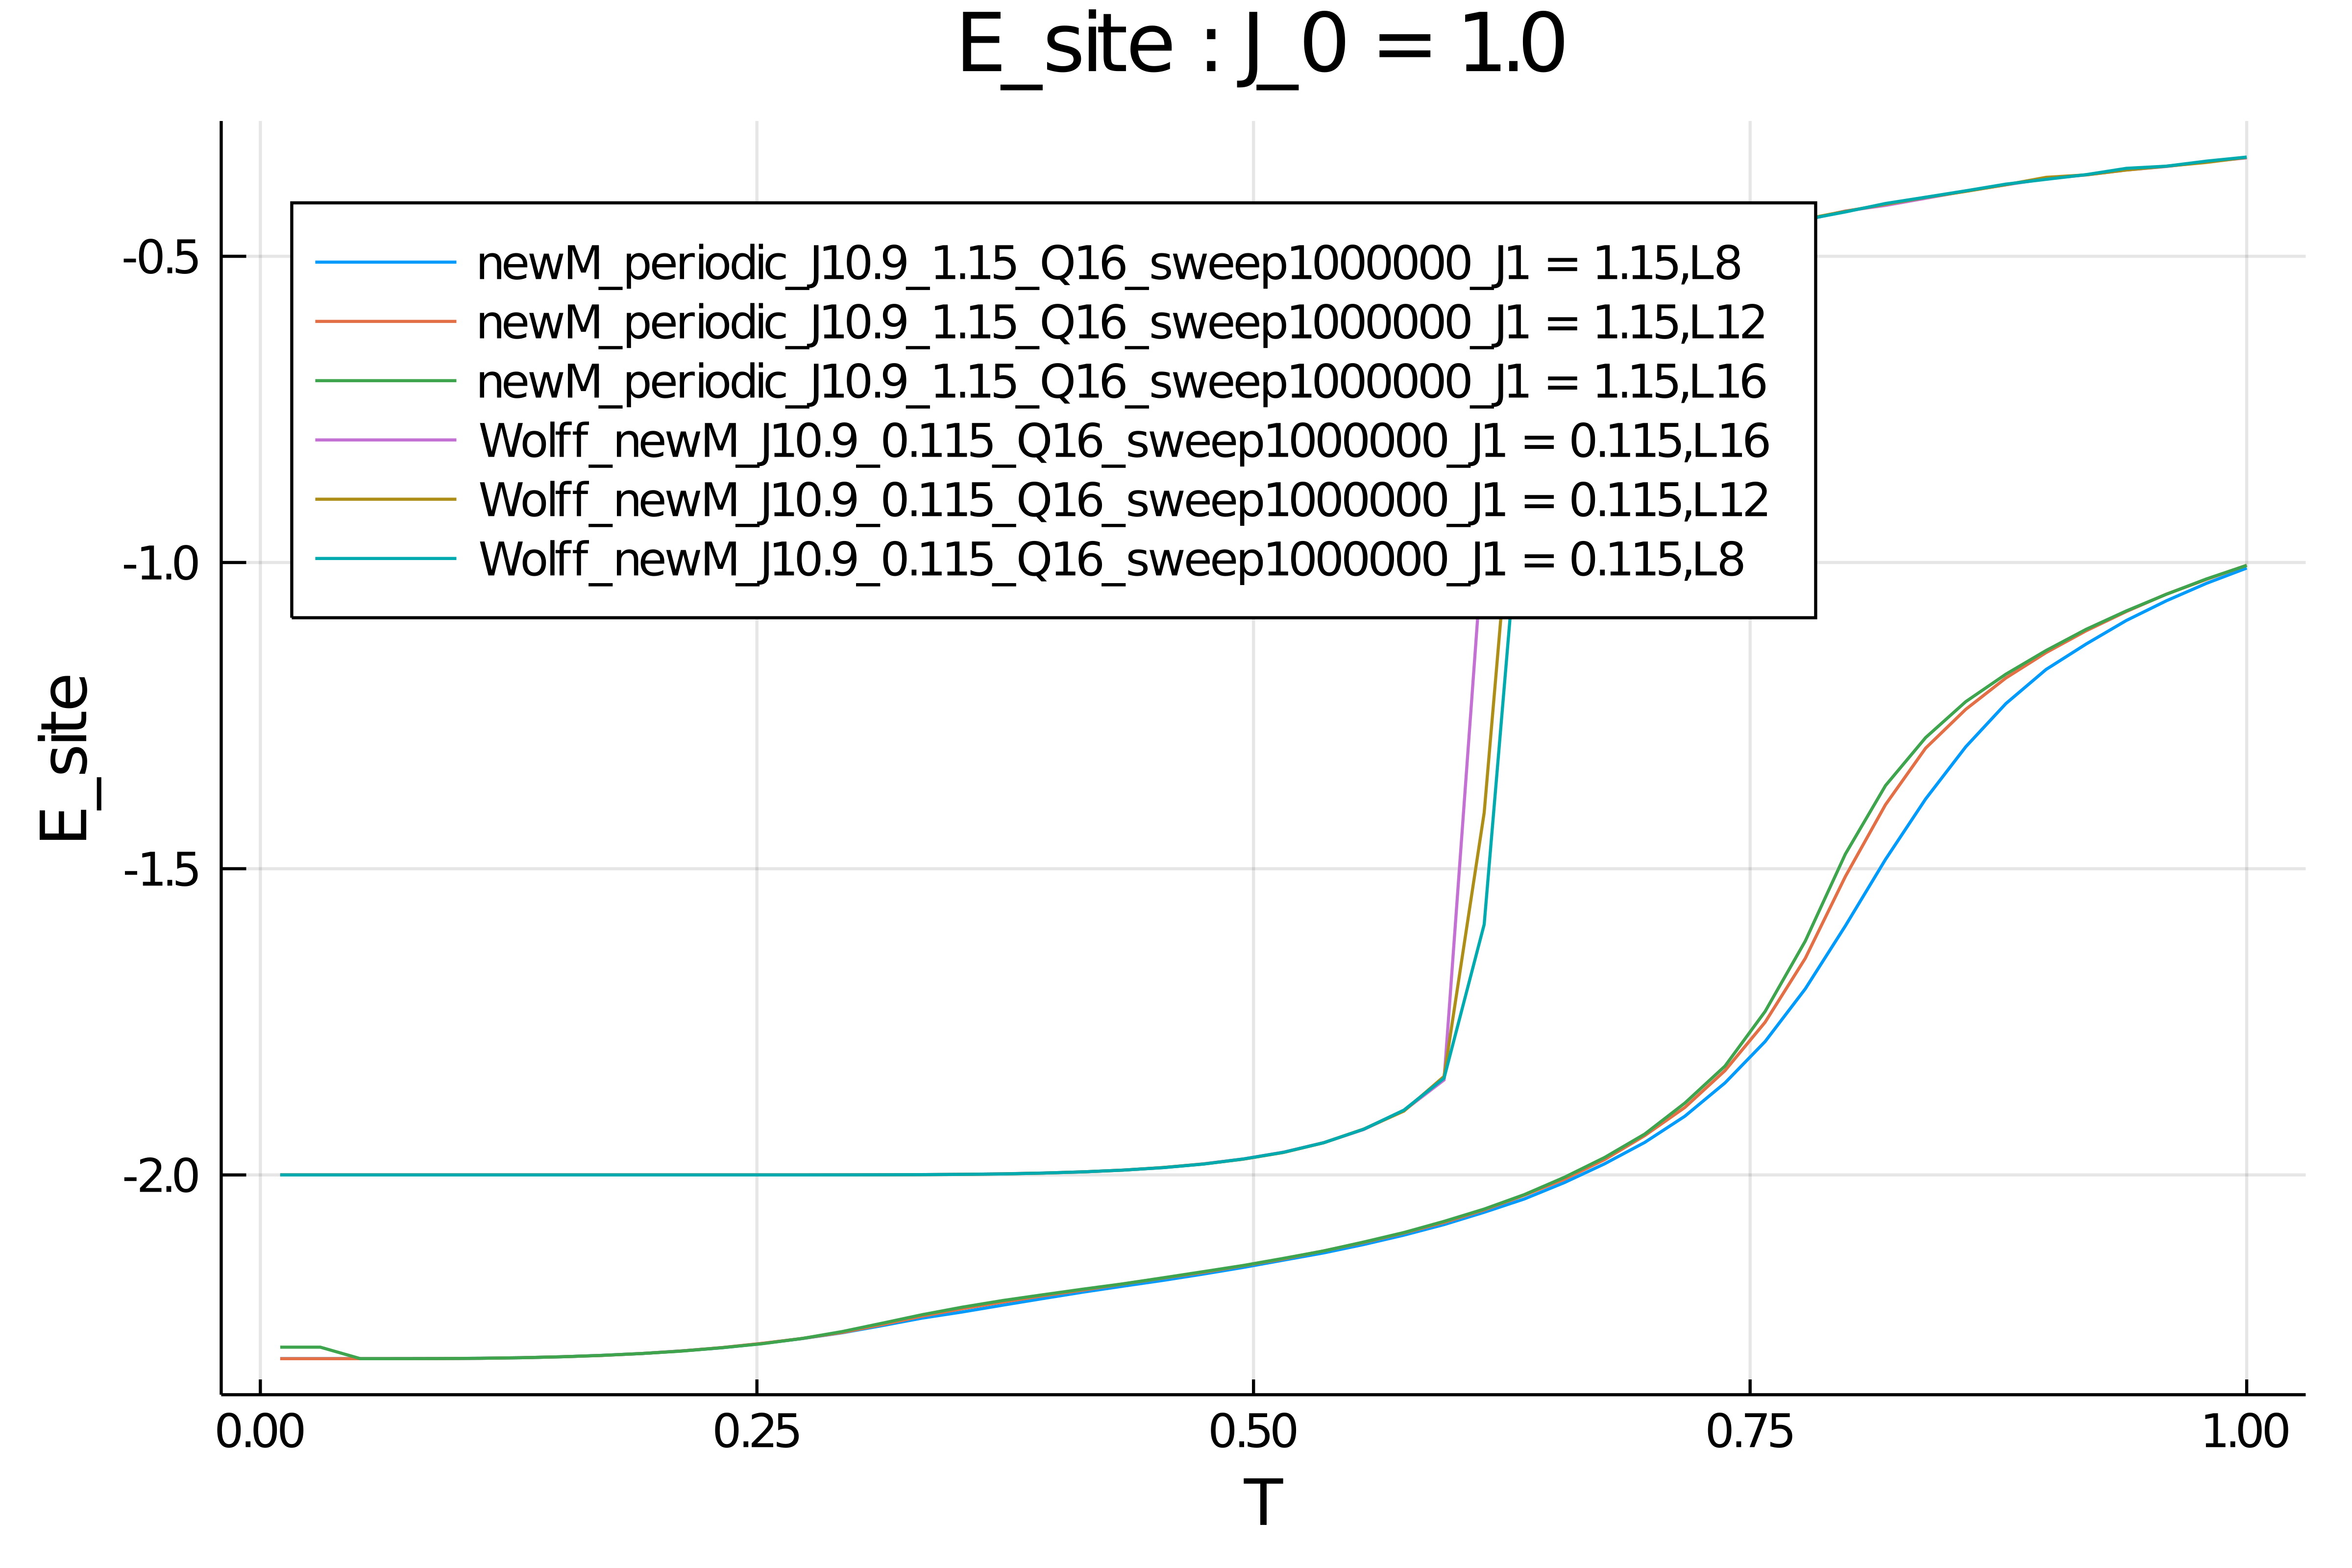 E_site : J_0 = 1.0
E_site
-0.5
-1.0
-1.5
-2.0
newM_periodic_J10.9_1.15_Q16_sweep1000000_J1 = 1.15,L8
newM_periodic_J10.9_1.15_Q16_sweep1000000_J1 = 1.15,L12
newM_periodic_J10.9_1.15_Q16_sweep1000000_J1 = 1.15,L16
Wolff_newM_J10.9_0.115_Q16_sweep1000000_J1 = 0.115,L16
Wolff_newM_J10.9_0.115_Q16_sweep1000000_J1 = 0.115,L12
Wolff_newM_J10.9_0.115_Q16_sweep1000000_J1 = 0.115,L8
0.00 0.25 0.50 0.75 1.00
T